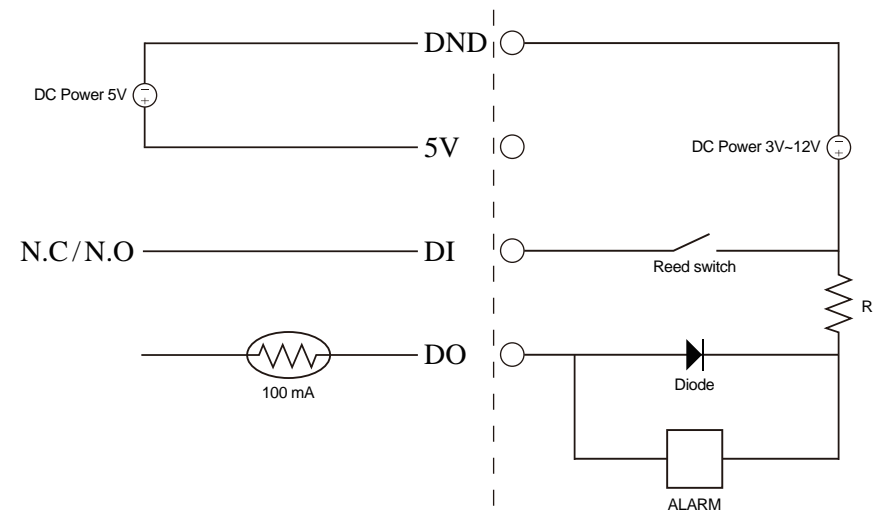 DND
DC Power 5V
5V
DC Power 3V~12V
N.C/N.O
DI
Reed switch
R
DO
100 mA
Diode
ALARM